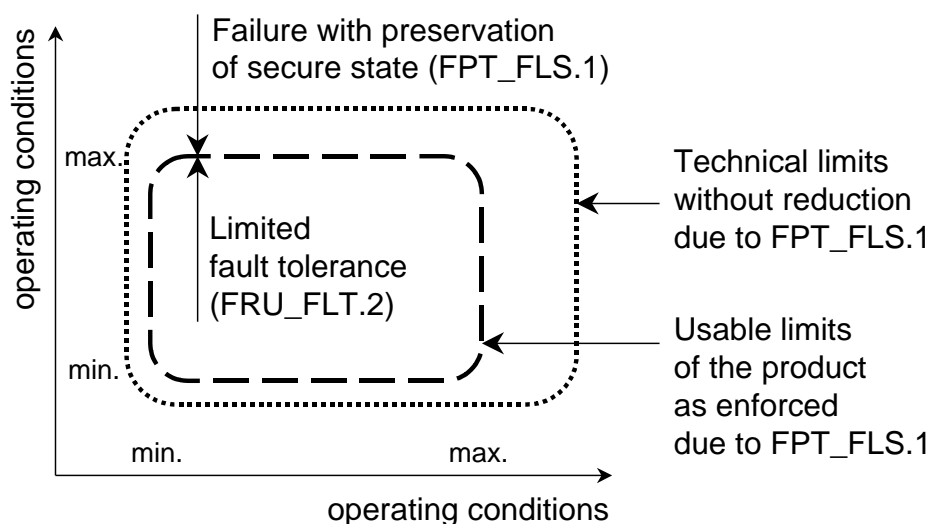 Failure with preservation
of secure state (FPT_FLS.1)
operating conditions
max.
Limited
fault tolerance
(FRU_FLT.2)
min.
Technical limits
without reduction
due to FPT_FLS.1
Usable limits
of the product
as enforced
due to FPT_FLS.1
min.
max.
operating conditions